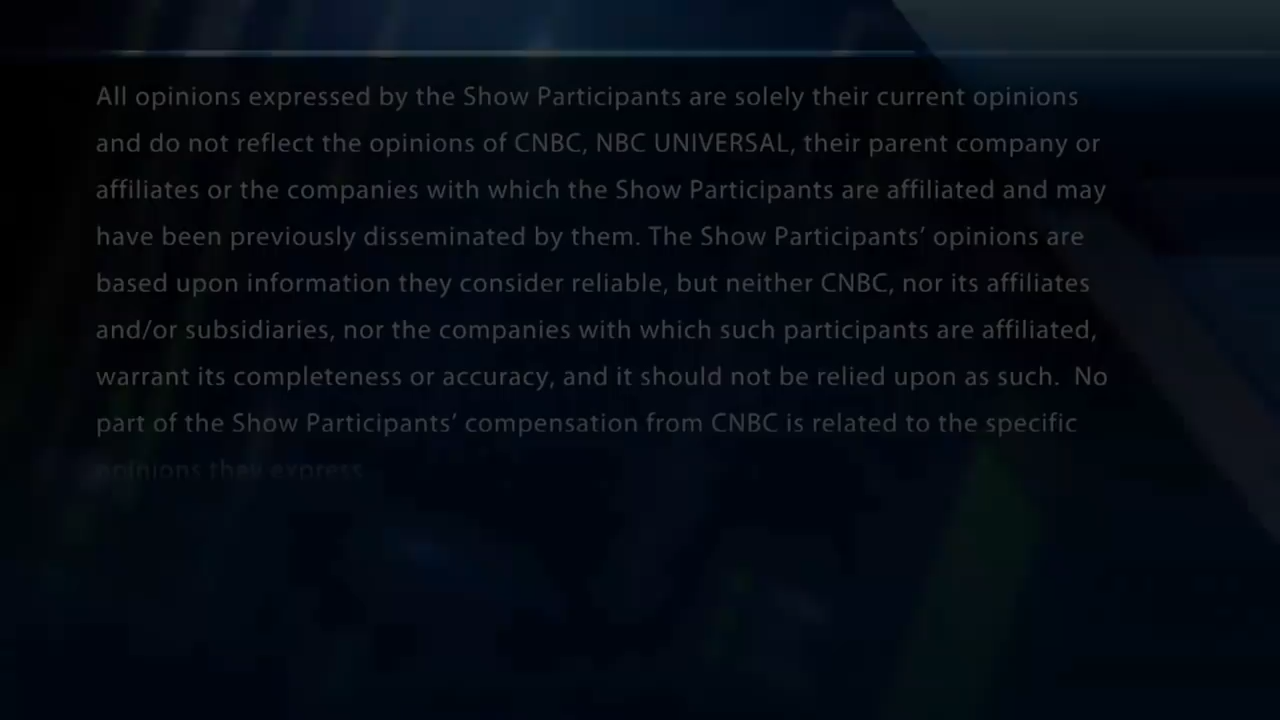 All opinions expressed by the Show Participants are solely their current opinions
and do not reflect the opinions of CNBC, NBC UNIVERSAL, their parent company or
affiliates or the companies with which the Show Participants are affiliated and may
have been previously disseminated by them. The Show Participants’ opinions are
based upon information they consider reliable, but neither CNBC, nor its affiliates
and/or subsidiaries, nor the companies with which such participants are affiliated,
warrant its completeness or accuracy, and it should not be relied upon as such.  No
part of the Show Participants’ compensation from CNBC is related to the specific
opinions they express